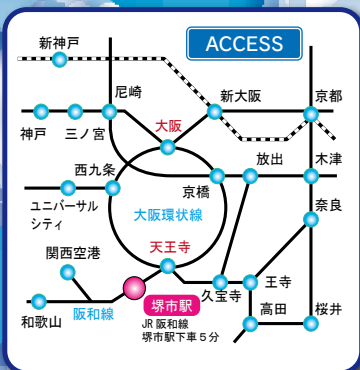 ACCESS
新神戸
尼崎
新大阪
京都
神戸
三ノ宮
大阪
放出
木津
西九条
京橋
ユニバーサル
シティ
大阪環状線
奈良
関西空港
天王寺
久宝寺
王寺
和歌山
阪和線
堺市駅
JR 阪和線
堺市駅下車5分
高田
桜井